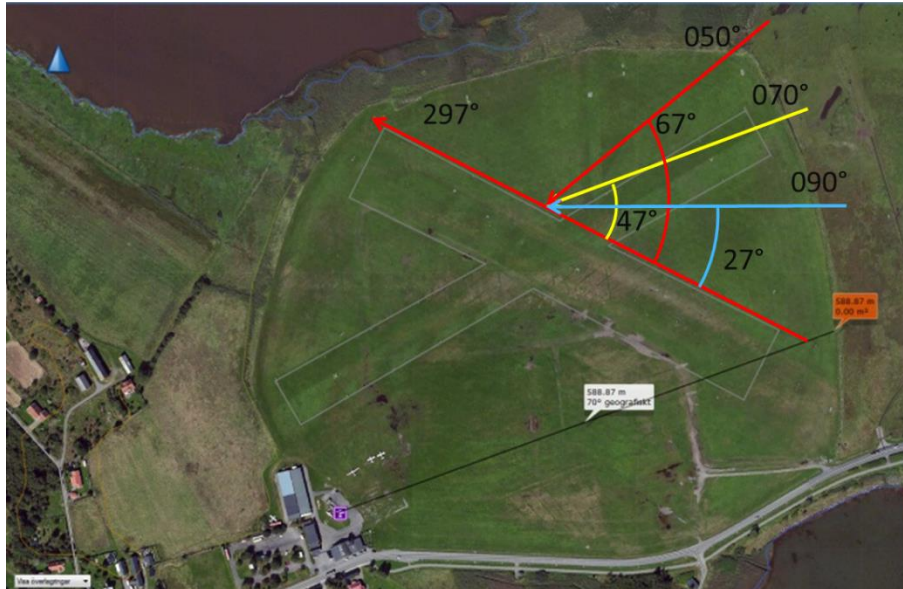 050°
070°
297°
67°
090°
47°
27°
588.87 m
0,00 m²
588.87 m
70° geografiskt
Visa överlagringar